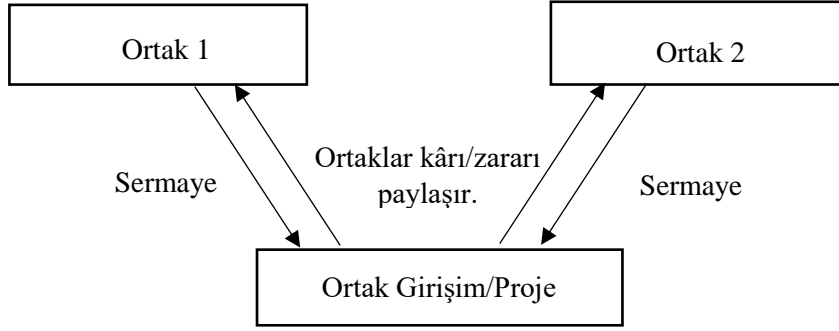 Ortak 1
Ortak 2
Ortaklar kârı/zararı
paylaşır.
Sermaye
Sermaye
Ortak Girişim/Proje